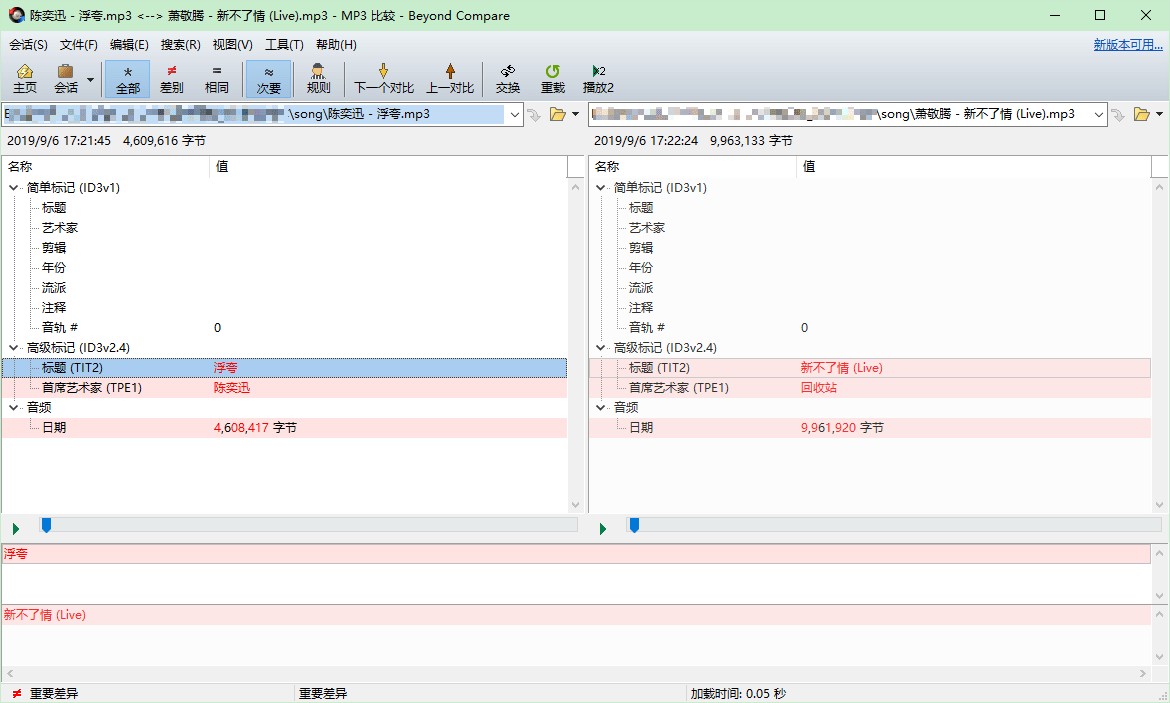 陈奕迅 - 浮夸.mp3 <--> 萧敬腾 - 新不了情 (Live).mp3 - MP3 比较 - Beyond Compare
会话(S) 文件(F) 编辑(E) 搜索(R) 视图(V) 工具(T) 帮助(H) 新版本可用...
主页 会话 全部 差别 相同 次要 规则 下一个对比 上一对比 交换 重载 播放2
\song\陈奕迅 - 浮夸.mp3 \song\萧敬腾 - 新不了情 (Live).mp3
2019/9/6 17:21:45 4,609,616 字节 2019/9/6 17:22:24 9,963,133 字节
名称 值 名称 值
简单标记 (ID3v1) 简单标记 (ID3v1)
标题 标题
艺术家 艺术家
剪辑 剪辑
年份 年份
流派 流派
注释 注释
音轨 # 0 音轨 # 0
高级标记 (ID3v2.4) 高级标记 (ID3v2.4)
标题 (TIT2) 浮夸 标题 (TIT2) 新不了情 (Live)
首席艺术家 (TPE1) 陈奕迅 首席艺术家 (TPE1) 回收站
音频 音频
日期 4,608,417 字节 日期 9,961,920 字节
浮夸
新不了情 (Live)
重要差异 重要差异 加载时间: 0.05 秒